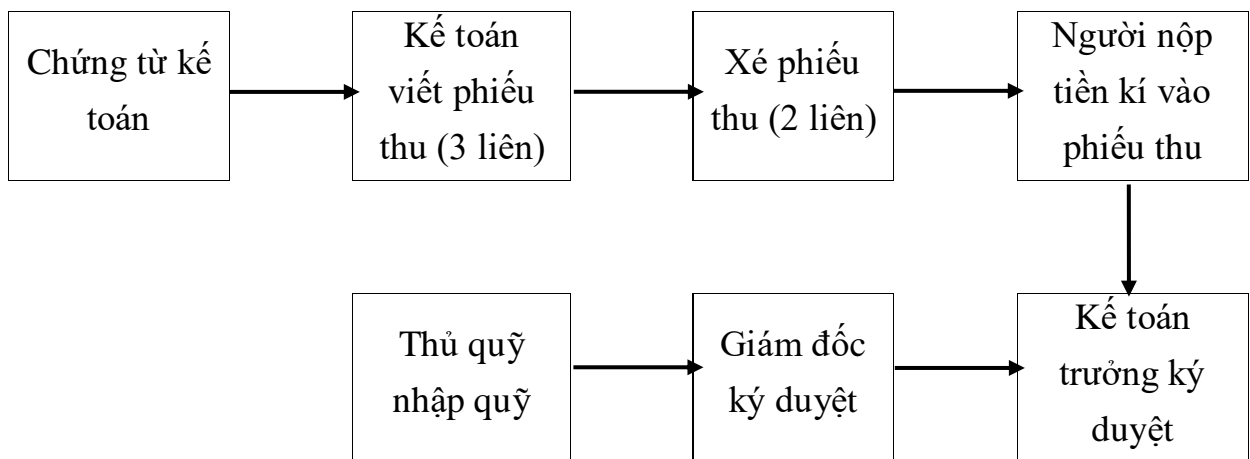 Chứng từ kế
toán
Kế toán
viết phiếu
thu (3 liên)
Xé phiếu
thu (2 liên)
Người nộp
tiền kí vào
phiếu thu
Thủ quỹ
nhập quỹ
Giám đốc
ký duyệt
Kế toán
trưởng ký
duyệt